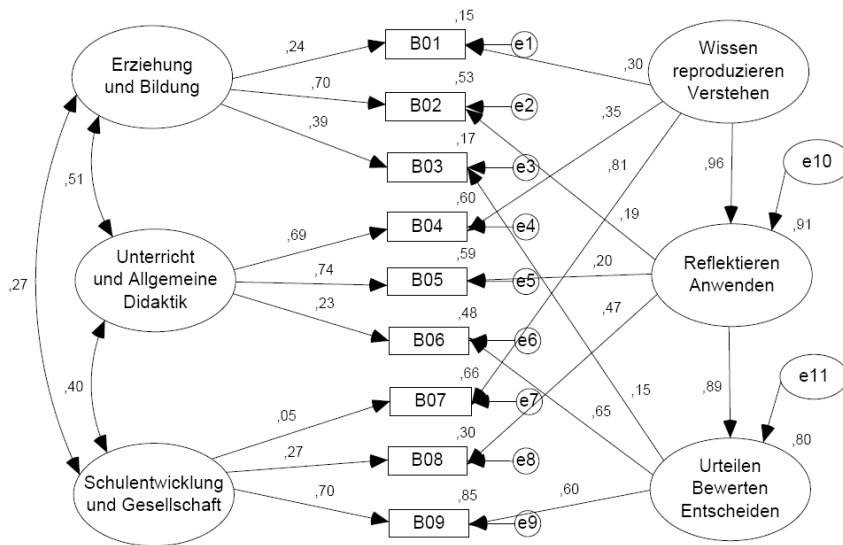 Erziehung
und Bildung
Unterricht
und Allgemeine
Didaktik
Schulentwicklung
und Gesellschaft
,51
,27
,40
,24
,70
,39
,69
,74
,23
,05
,27
,70
,15
B01
e1
,53
B02
e2
,17
B03
e3
,60
B04
e4
,59
B05
e5
,48
B06
e6
,66
B07
e7
,30
B08
e8
,85
B09
e9
,30
,35
,81
,19
,20
,47
,15
,65
,60
Wissen
reproduzieren
Verstehen
,96
e10
,91
Reflektieren
Anwenden
,89
e11
,80
Urteilen
Bewerten
Entscheiden